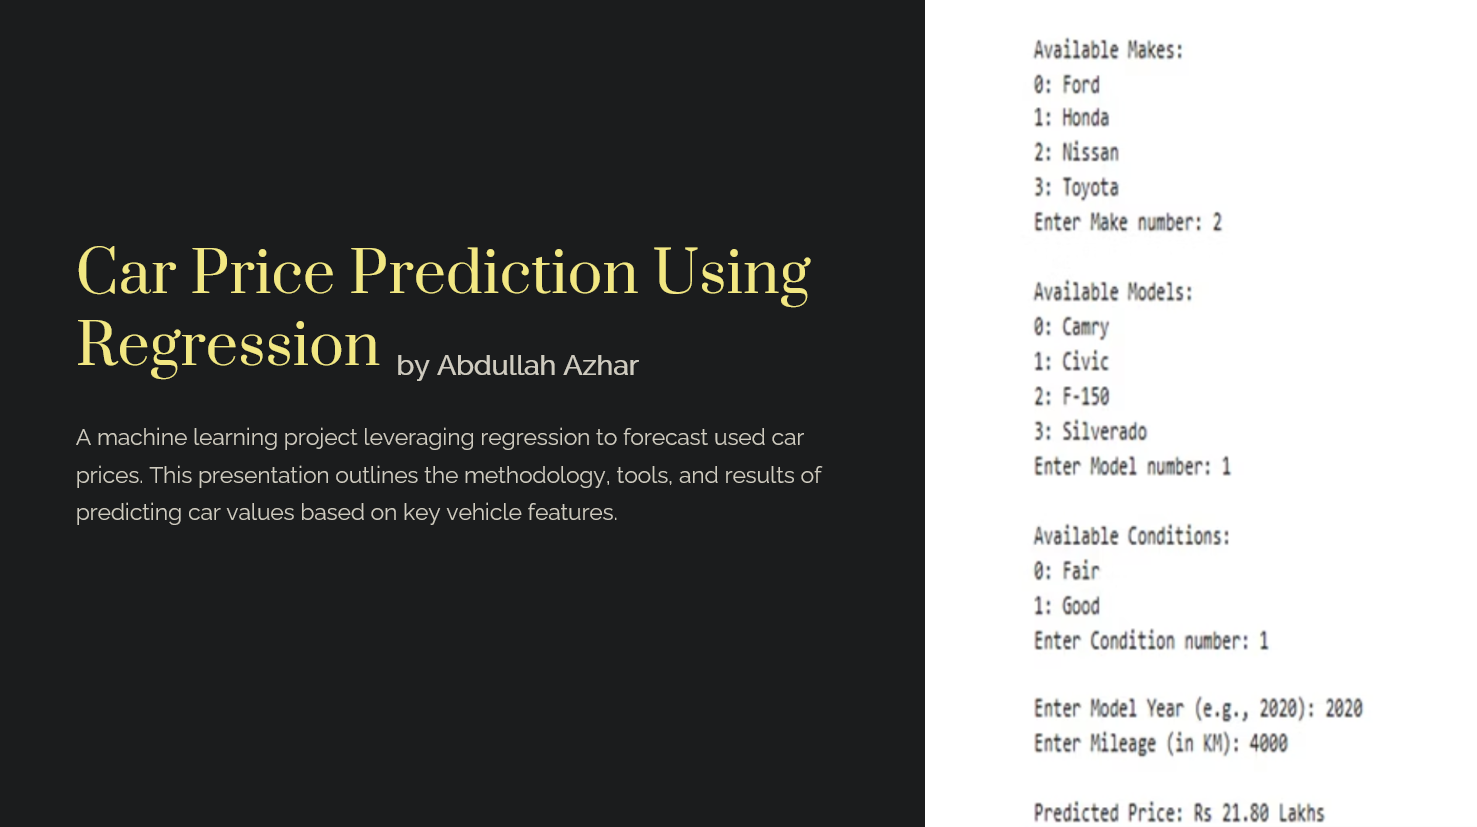 Car Price Prediction Using
Regression by Abdullah Azhar
A machine learning project leveraging regression to forecast used car
prices. This presentation outlines the methodology, tools, and results of
predicting car values based on key vehicle features.
Available Makes:
0: Ford
1: Honda
2: Nissan
3: Toyota
Enter Make number: 2
Available Models:
0: Camry
1: Civic
2: F-150
3: Silverado
Enter Model number: 1
Available Conditions:
0: Fair
1: Good
Enter Condition number: 1
Enter Model Year (e.g., 2020): 2020
Enter Mileage (in KM): 4000
Predicted Price: Rs 21.80 Lakhs